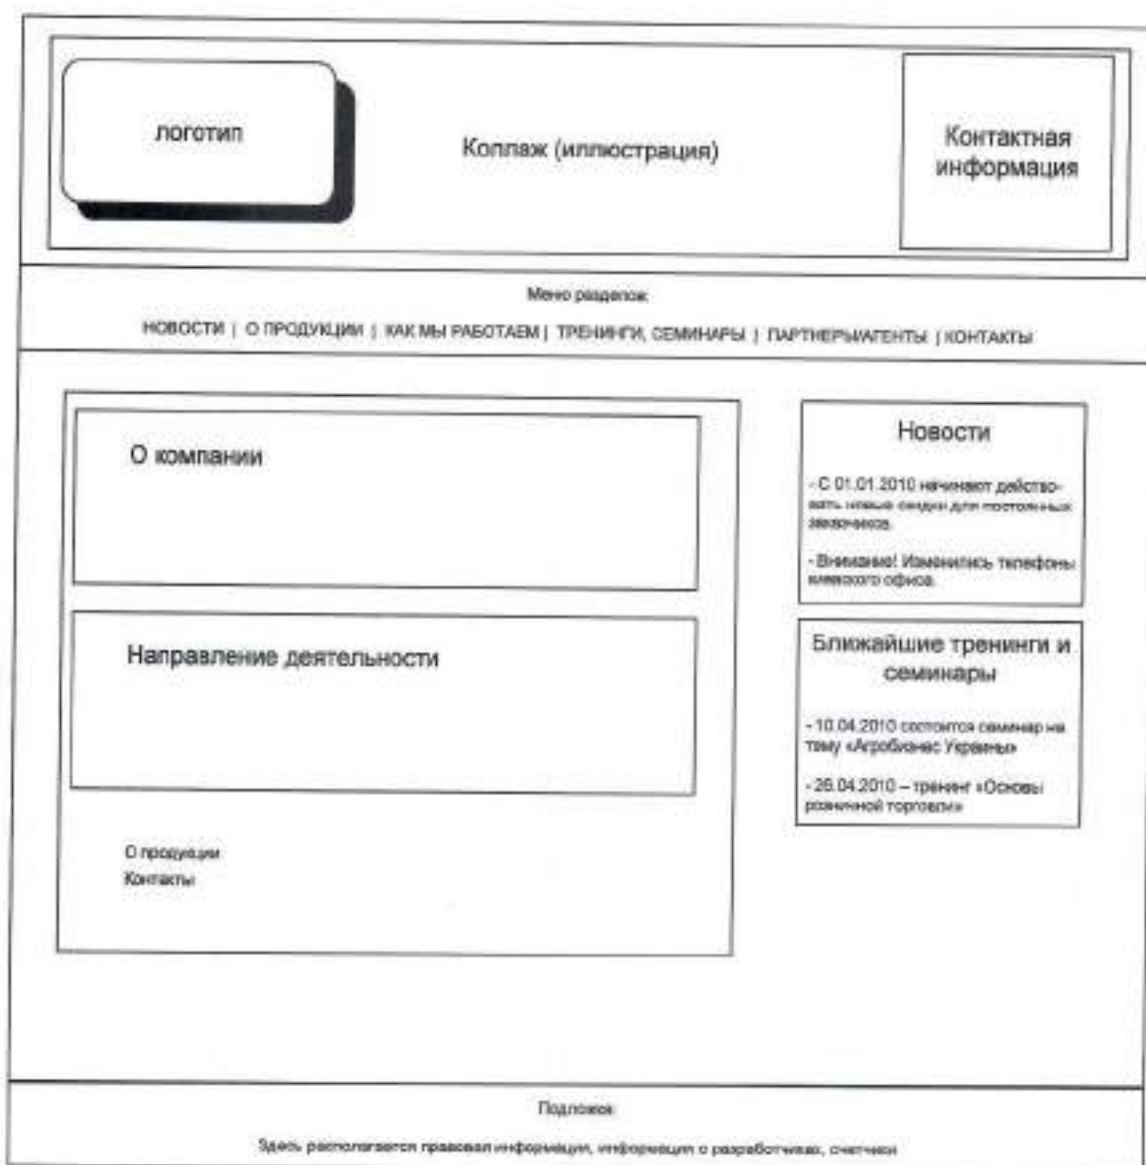 логотип
Коллаж (иллюстрация)
Контактная
информация
Меню разделов:
НОВОСТИ | О ПРОДУКЦИИ | КАК МЫ РАБОТАЕМ | ТРЕНИНГИ, СЕМИНАРЫ | ПАРТНЕРЫ/АГЕНТЫ | КОНТАКТЫ
О компании
Направление деятельности
О продукции
Контакты
Новости
- С 01.01.2010 начинают действо-
вать новые скидки для постоянных
заказчиков.
- Внимание! Изменились телефоны
киевского офиса.
Ближайшие тренинги и
семинары
- 10.04.2010 состоится семинар на
тему «Агробизнес Украины»
- 26.04.2010 – тренинг «Основы
розничной торговли»
Подложка
Здесь располагается правовая информация, информация о разработчиках, счетчики